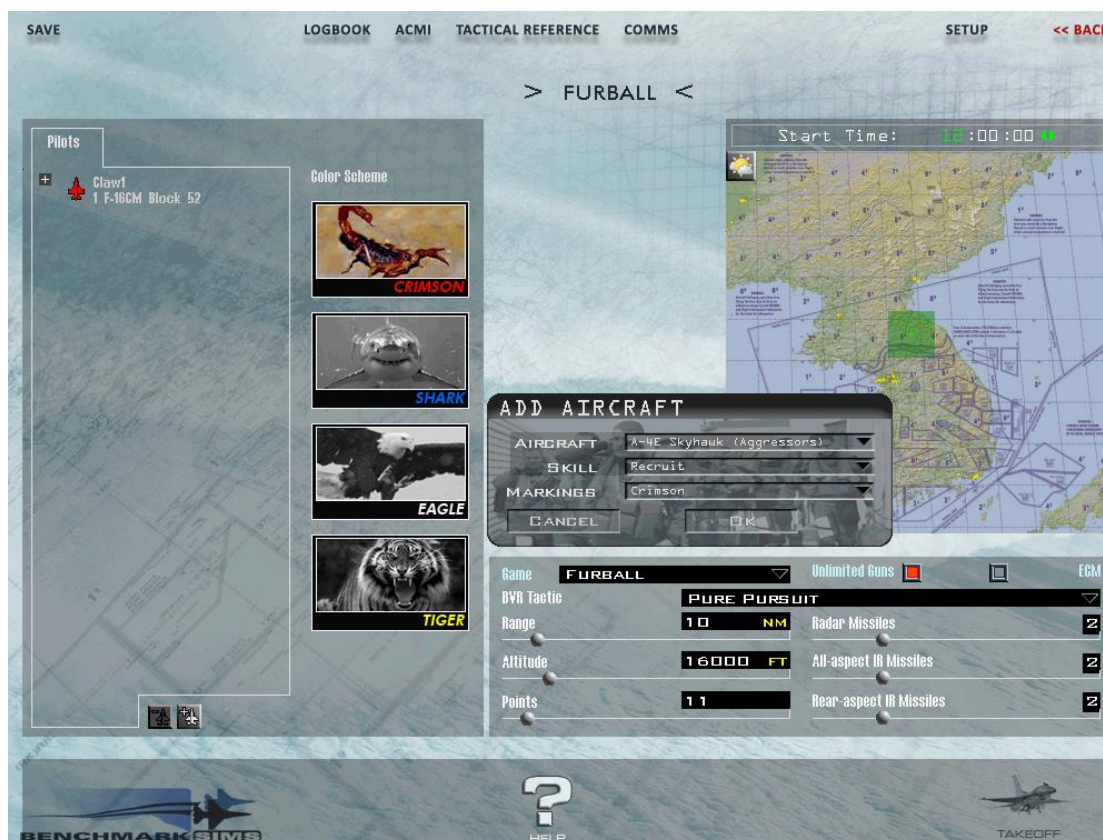 SAVE LOGBOOK ACMI TACTICAL REFERENCE COMMS SETUP << BACK
> FURBALL <
Pilots
Claw1
1 F-16CM Block 52
Color Scheme
CRIMSON
SHARK
EAGLE
TIGER
Start Time: 12:00:00
ADD AIRCRAFT
AIRCRAFT A-4E Skyhawk (Aggressors)
SKILL Recruit
MARKINGS Crimson
CANCEL OK
Game FURBALL Unlimited Guns ECM
BVR Tactic PURE PURSUIT
Range 10 NM Radar Missiles 2
Altitude 16000 FT All-aspect IR Missiles 2
Points 11 Rear-aspect IR Missiles 2
BENCHMARKSIMS
HELP
TAKEOFF